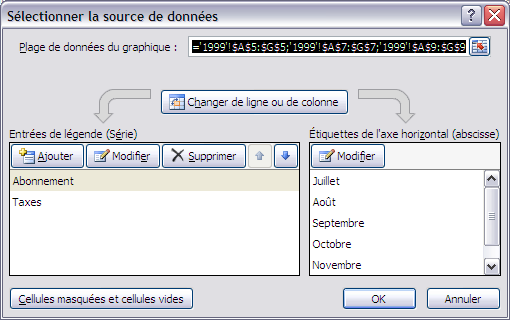 Sélectionner la source de données
Plage de données du graphique :
='1999'!$A$5:$G$5;'1999'!$A$7:$G$7;'1999'!$A$9:$G$9
Changer de ligne ou de colonne
Entrées de légende (Série)
Ajouter
Modifier
Supprimer
Abonnement
Taxes
Étiquettes de l'axe horizontal (abscisse)
Modifier
Juillet
Août
Septembre
Octobre
Novembre
Cellules masquées et cellules vides
OK
Annuler